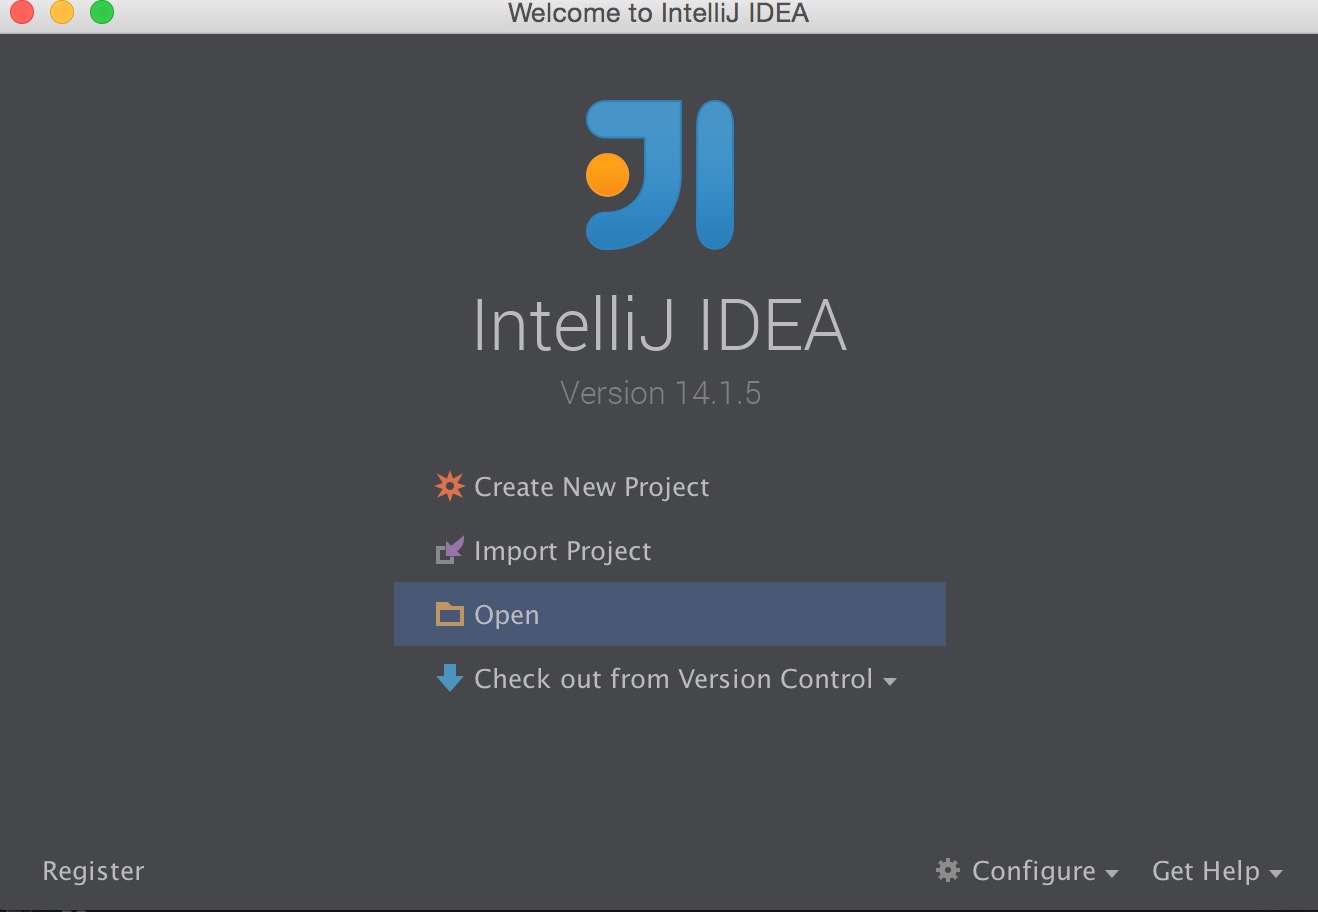 Welcome to IntelliJ IDEA
IntelliJ IDEA
Version 14.1.5
Create New Project
Import Project
Open
Check out from Version Control
Register
Configure
Get Help